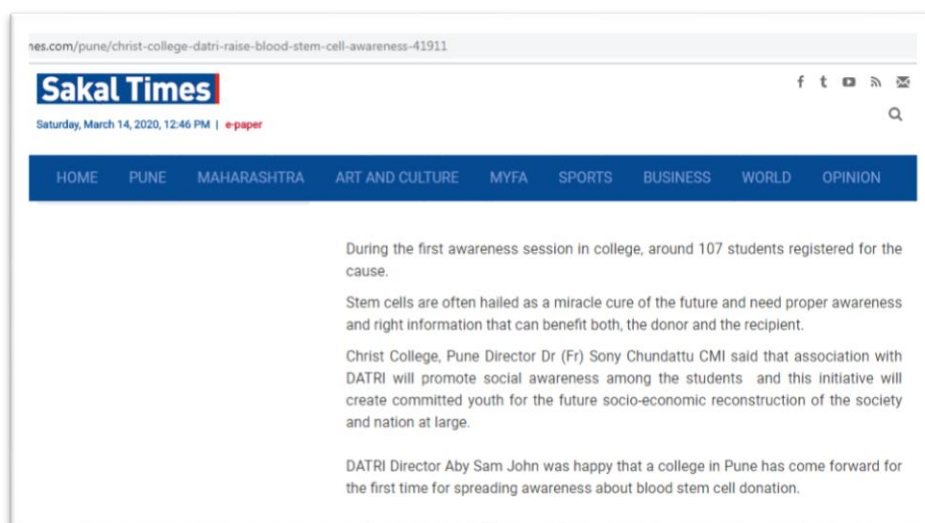 nes.com/pune/christ-college-datri-raise-blood-stem-cell-awareness-41911
Sakal Times
Saturday, March 14, 2020, 12:46 PM | e-paper
HOME PUNE MAHARASHTRA ART AND CULTURE MYFA SPORTS BUSINESS WORLD OPINION
During the first awareness session in college, around 107 students registered for the
cause.
Stem cells are often hailed as a miracle cure of the future and need proper awareness
and right information that can benefit both, the donor and the recipient.
Christ College, Pune Director Dr (Fr) Sony Chundattu CMI said that association with
DATRI will promote social awareness among the students and this initiative will
create committed youth for the future socio-economic reconstruction of the society
and nation at large.
DATRI Director Aby Sam John was happy that a college in Pune has come forward for
the first time for spreading awareness about blood stem cell donation.